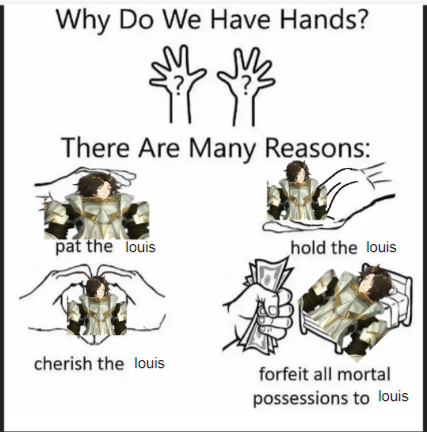 Why Do We Have Hands?
? ?
There Are Many Reasons:
pat the louis
hold the louis
cherish the louis
forfeit all mortal
possessions to louis